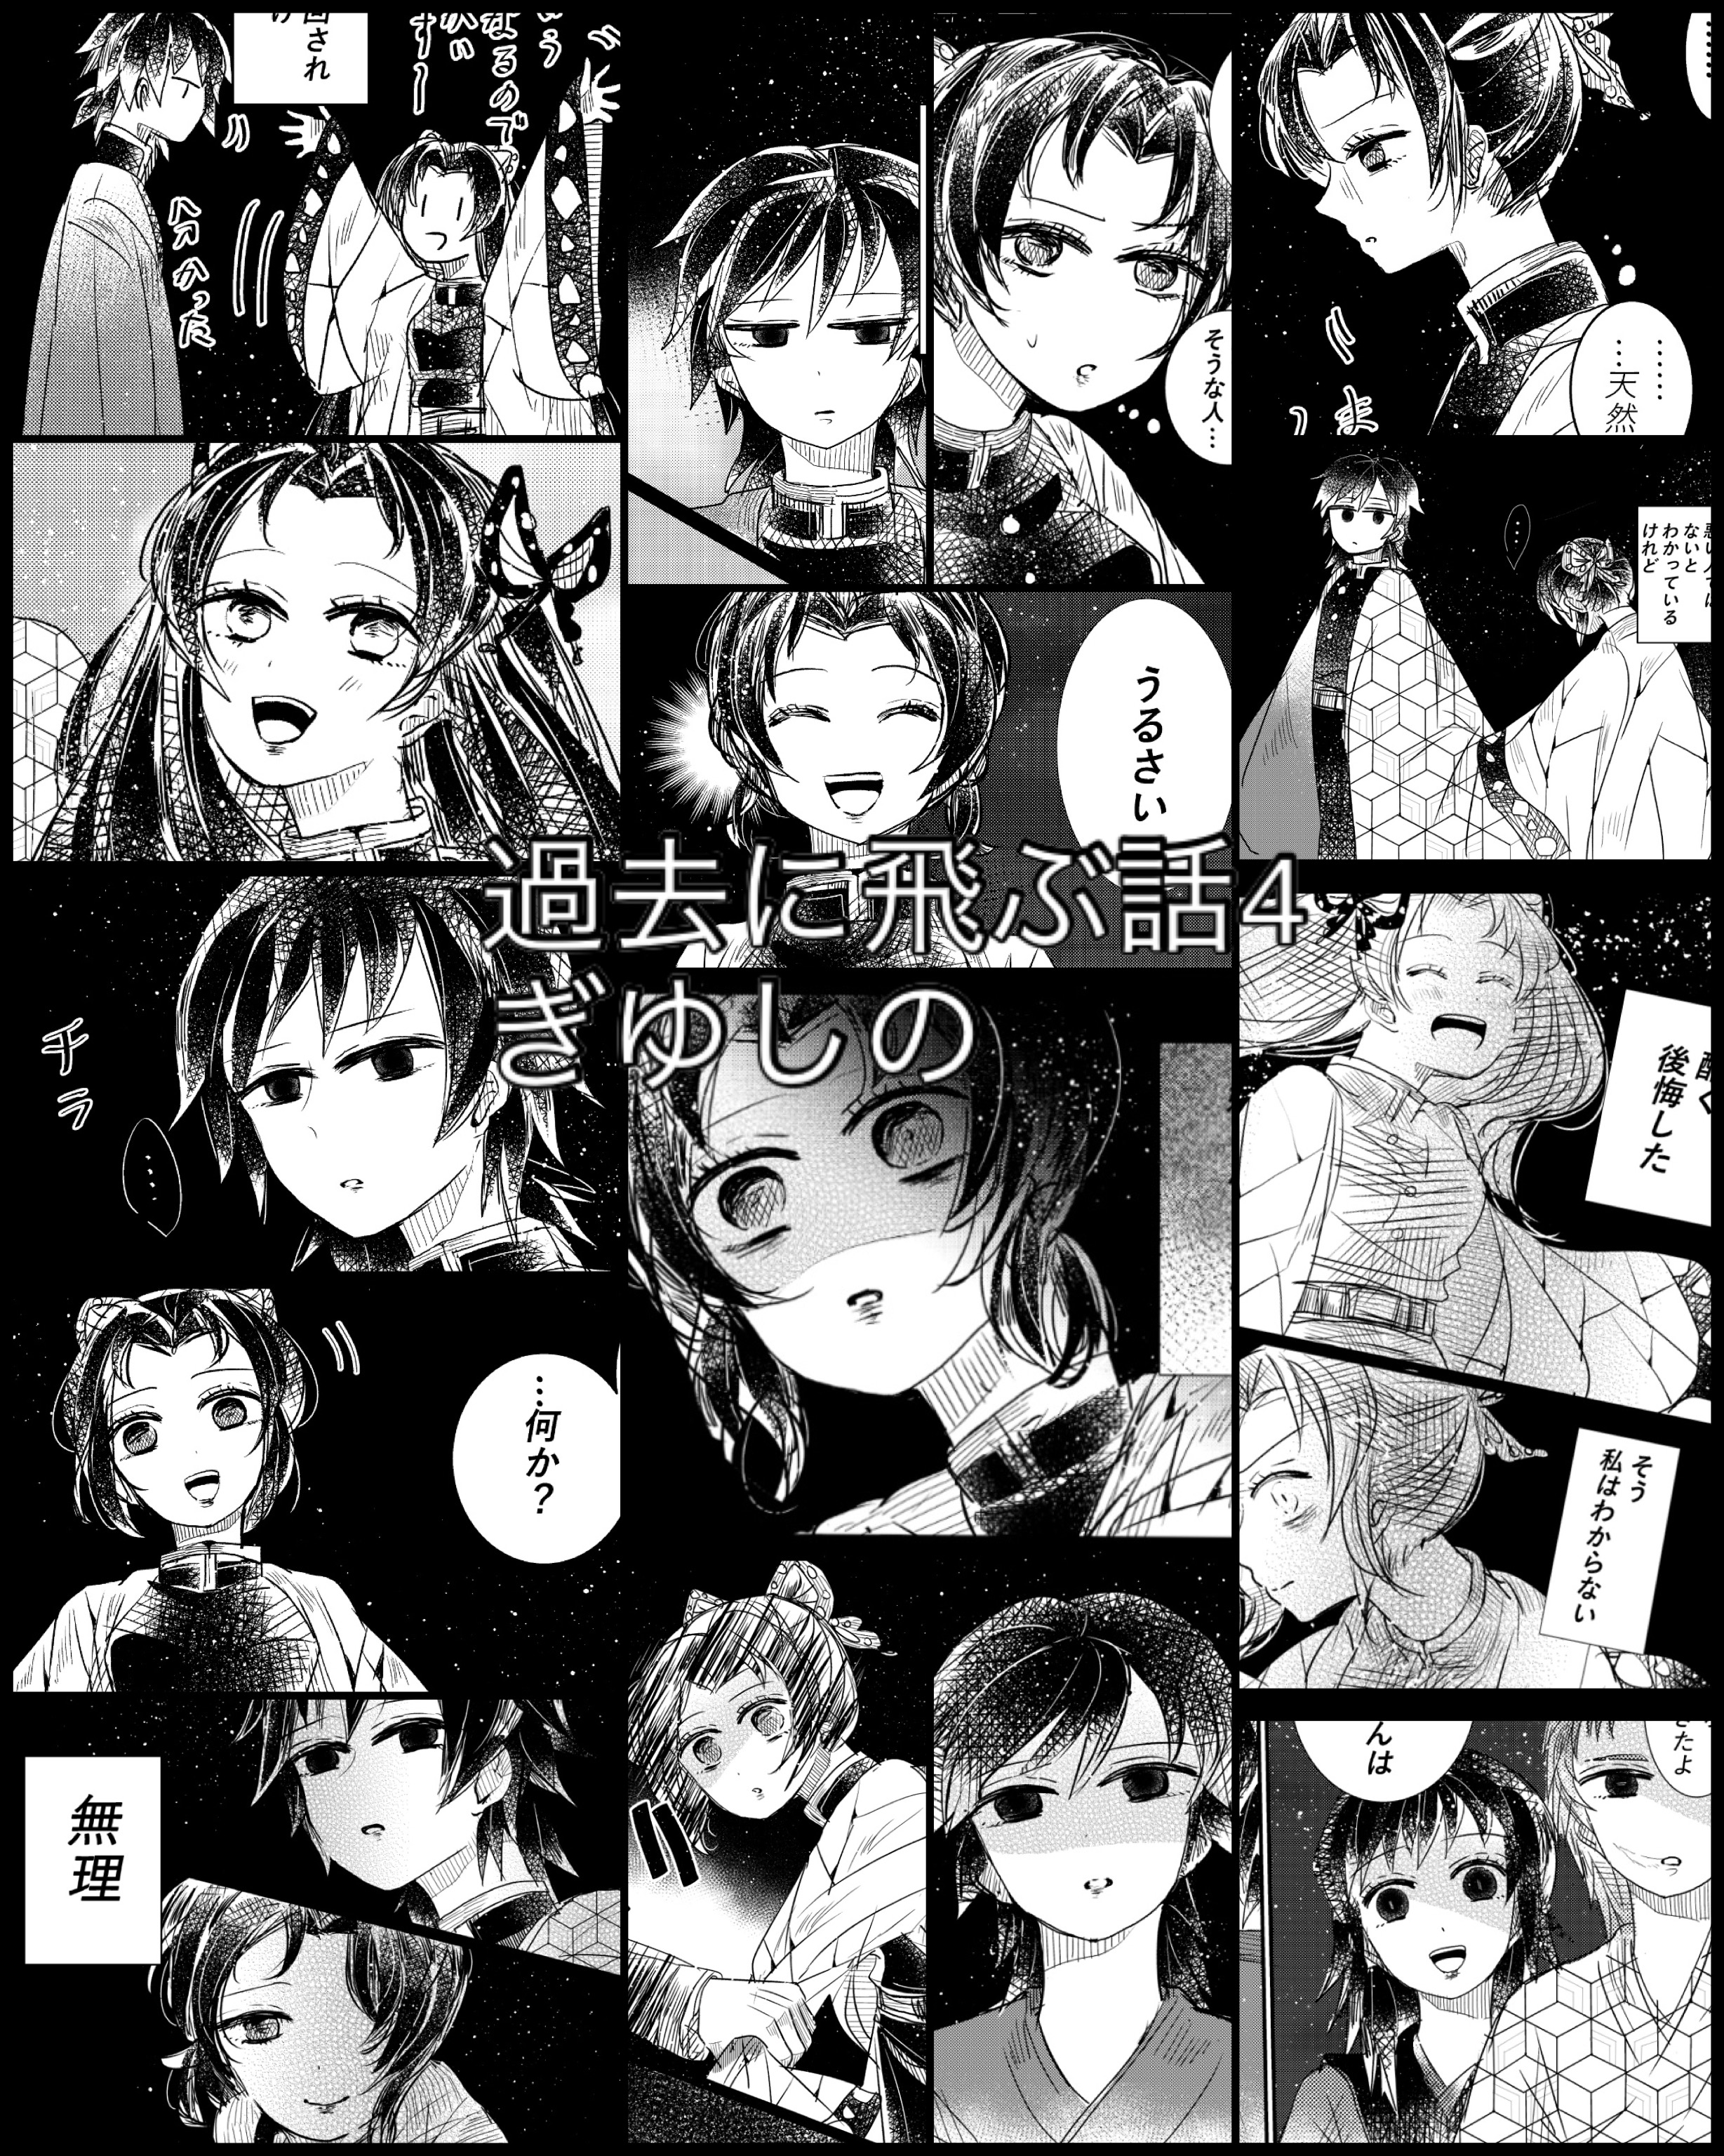 過去に飛ぶ話4
ぎゆしの
……
……
…天然
そうな人…
なるので
分かった
ないと
わかっている
けれど
…
うるさい
チラ
…
後悔した
…何か?
そう
私はわからない
きたよ
んは
無理